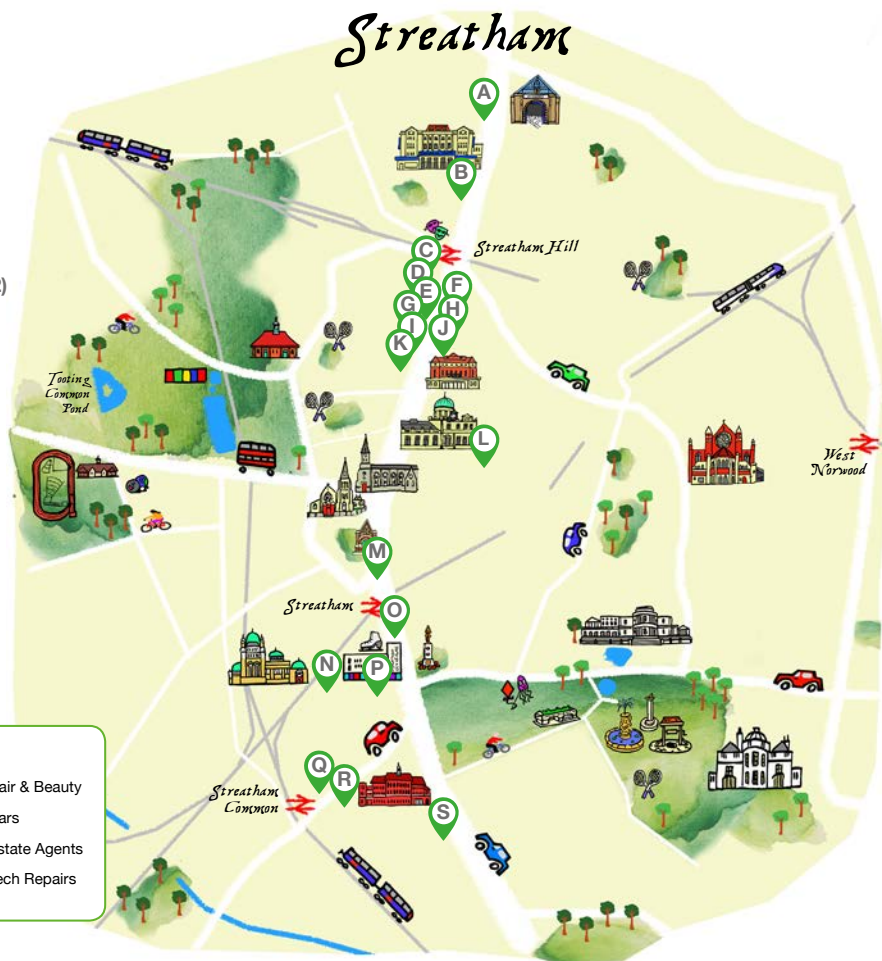 Streatham
A
B
C
Streatham Hill
D
E
F
G
H
I
J
K
Tooting
Common
Pond
L
West
Norwood
M
Streatham
O
N
P
air & Beauty
ars
state Agents
ech Repairs
Q
R
Streatham
Common
S